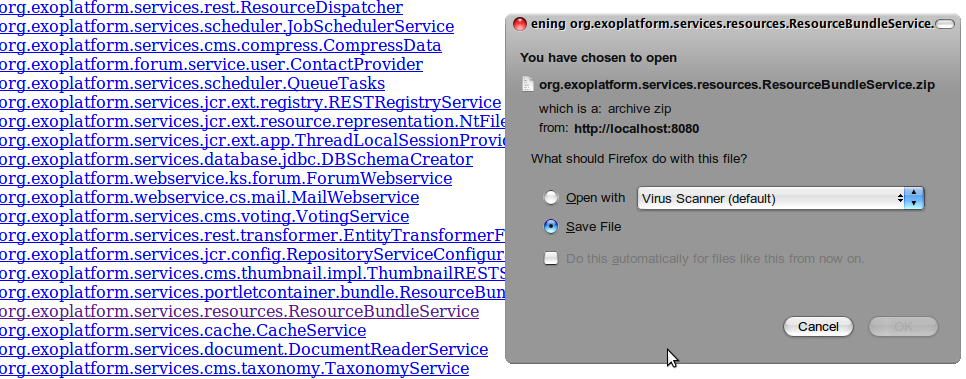 org.exoplatform.services.rest.ResourceDispatcher
org.exoplatform.services.scheduler.JobSchedulerService
org.exoplatform.services.cms.compress.CompressData
org.exoplatform.forum.service.user.ContactProvider
org.exoplatform.services.scheduler.QueueTasks
org.exoplatform.services.jcr.ext.registry.RESTRegistryService
org.exoplatform.services.jcr.ext.resource.representation.NtFile
org.exoplatform.services.jcr.ext.app.ThreadLocalSessionProvid
org.exoplatform.services.database.jdbc.DBSchemaCreator
org.exoplatform.webservice.ks.forum.ForumWebservice
org.exoplatform.webservice.cs.mail.MailWebservice
org.exoplatform.services.cms.voting.VotingService
org.exoplatform.services.rest.transformer.EntityTransformerF
org.exoplatform.services.jcr.config.RepositoryServiceConfigur
org.exoplatform.services.cms.thumbnail.impl.ThumbnailRESTS
org.exoplatform.services.portletcontainer.bundle.ResourceBun
org.exoplatform.services.resources.ResourceBundleService
org.exoplatform.services.cache.CacheService
org.exoplatform.services.document.DocumentReaderService
org.exoplatform.services.cms.taxonomy.TaxonomyService
ening org.exoplatform.services.resources.ResourceBundleService.
You have chosen to open
org.exoplatform.services.resources.ResourceBundleService.zip
which is a: archive zip
from: http://localhost:8080
What should Firefox do with this file?
Open with Virus Scanner (default)
Save File
Do this automatically for files like this from now on.
Cancel OK